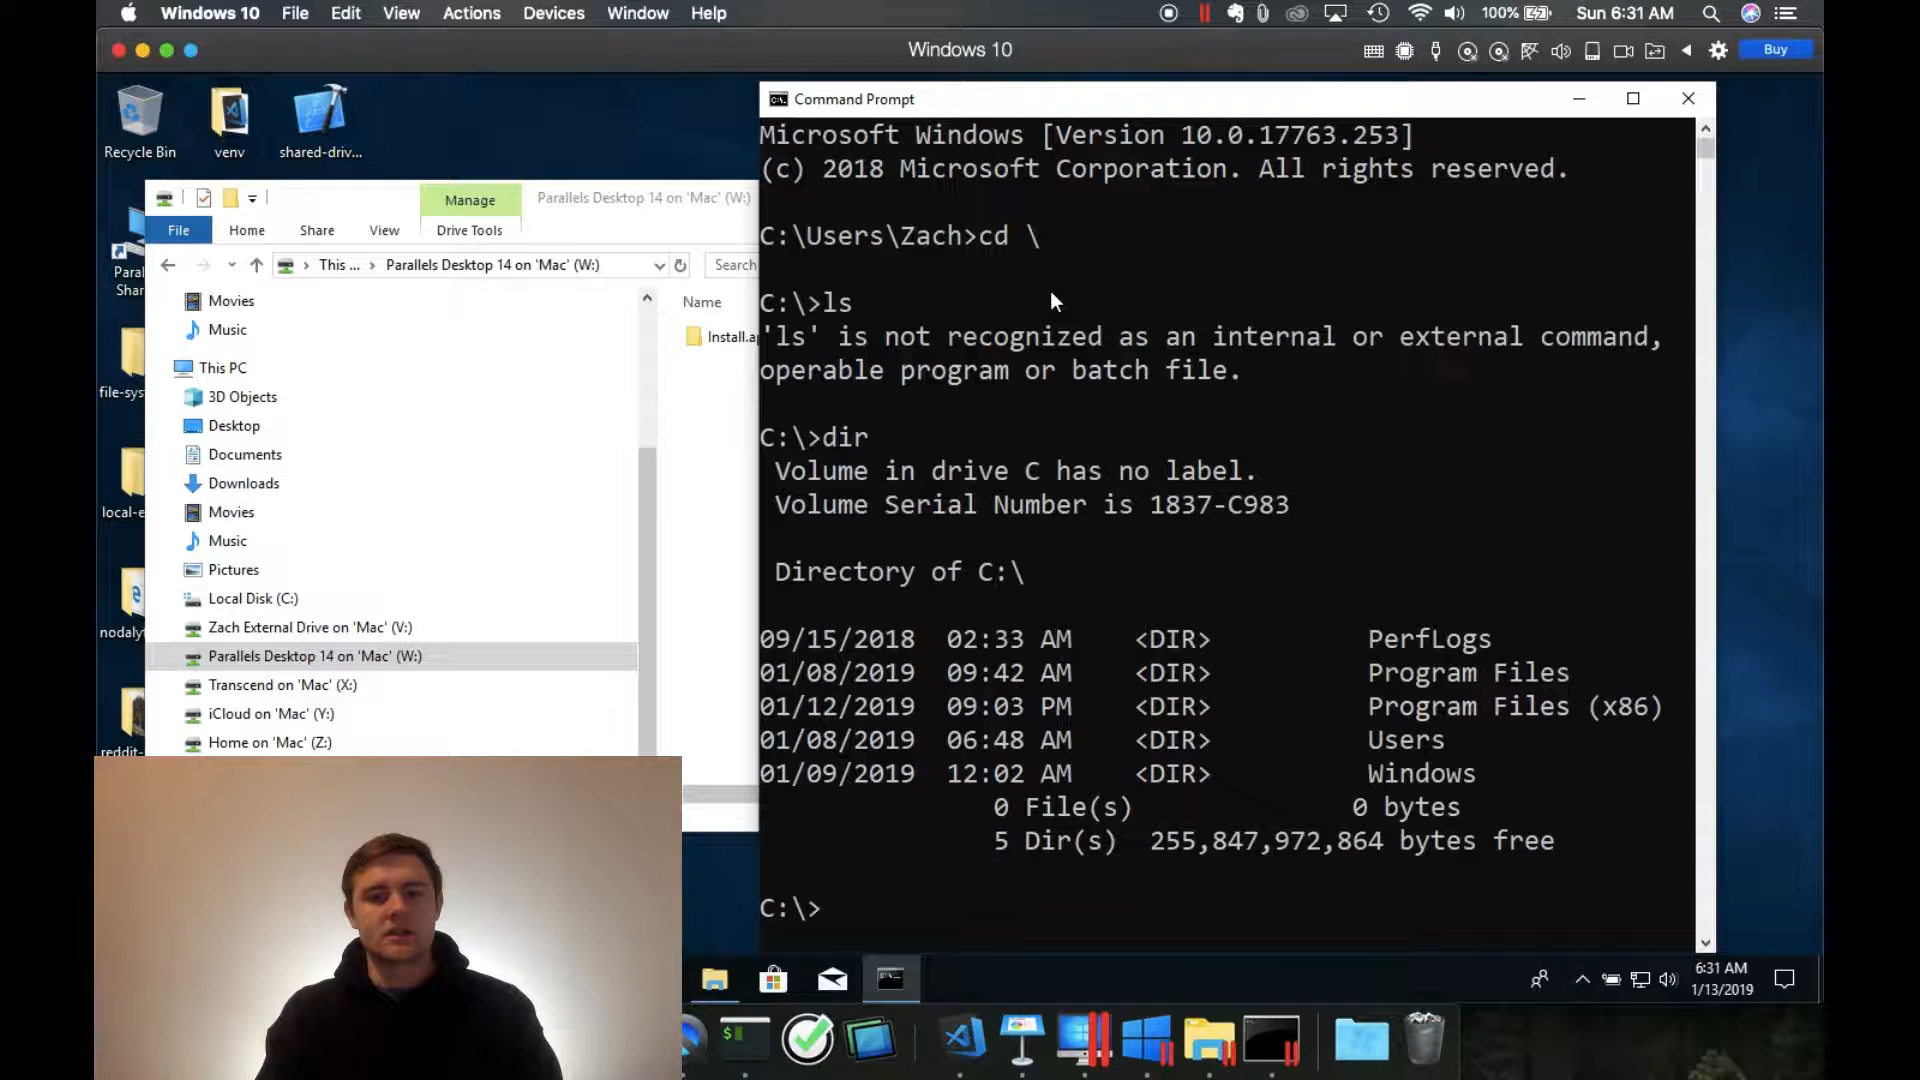 Windows 10 File Edit View Actions Devices Window Help 100% Sun 6:31 AM
Windows 10 Buy
Recycle Bin venv shared-driv...
Command Prompt
Microsoft Windows [Version 10.0.17763.253]
(c) 2018 Microsoft Corporation. All rights reserved.
C:\Users\Zach>cd \
C:\>ls
'ls' is not recognized as an internal or external command,
operable program or batch file.
C:\>dir
Volume in drive C has no label.
Volume Serial Number is 1837-C983
Directory of C:\
09/15/2018 02:33 AM <DIR> PerfLogs
01/08/2019 09:42 AM <DIR> Program Files
01/12/2019 09:03 PM <DIR> Program Files (x86)
01/08/2019 06:48 AM <DIR> Users
01/09/2019 12:02 AM <DIR> Windows
0 File(s) 0 bytes
5 Dir(s) 255,847,972,864 bytes free
C:\>
Manage Parallels Desktop 14 on 'Mac' (W:)
File Home Share View Drive Tools
This ... Parallels Desktop 14 on 'Mac' (W:) Search
Name
Install.a
Movies
Music
This PC
3D Objects
Desktop
Documents
Downloads
Movies
Music
Pictures
Local Disk (C:)
Zach External Drive on 'Mac' (V:)
Parallels Desktop 14 on 'Mac' (W:)
Transcend on 'Mac' (X:)
iCloud on 'Mac' (Y:)
Home on 'Mac' (Z:)
Paral
Shar
file-sys
local-e
nodaly
reddit-
6:31 AM
1/13/2019